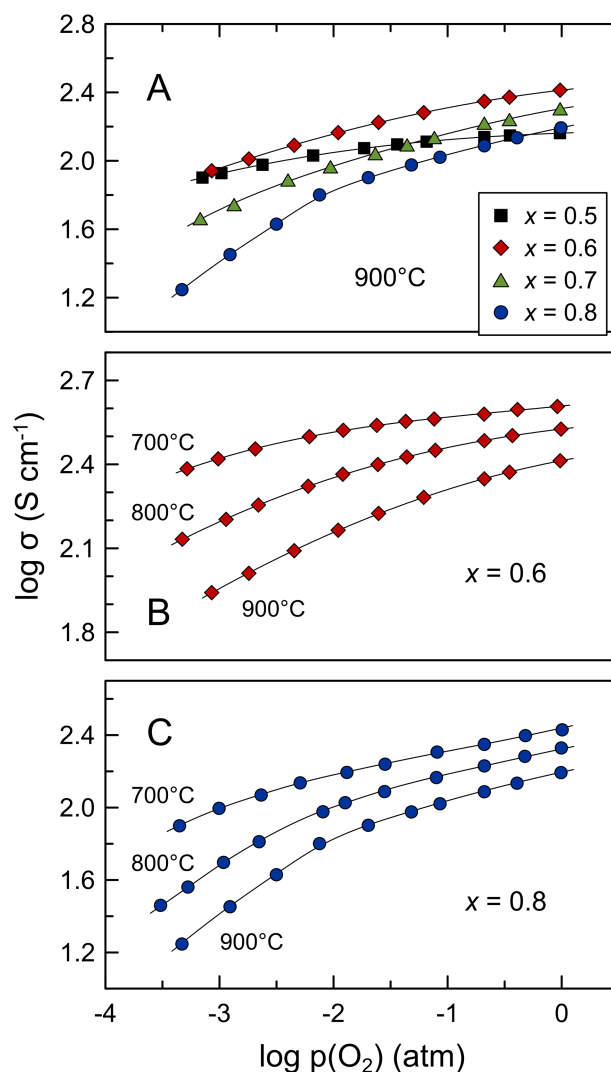 2.8
2.4
2.0
1.6
1.2
A
900°C
x = 0.5
x = 0.6
x = 0.7
x = 0.8
log σ (S cm⁻¹)
2.7
2.4
2.1
1.8
700°C
800°C
900°C
B
x = 0.6
2.4
2.0
1.6
1.2
C
700°C
800°C
900°C
x = 0.8
-4 -3 -2 -1 0
log p(O₂) (atm)